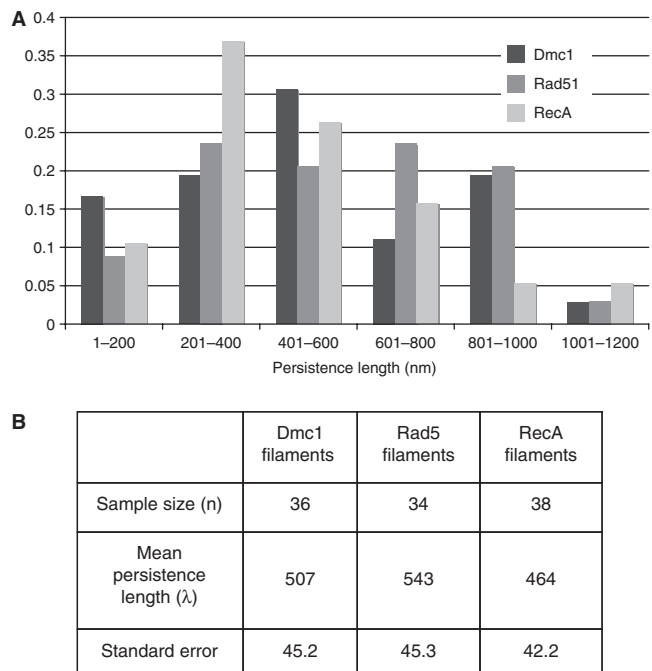 A
0.4
0.35
0.3
0.25
0.2
0.15
0.1
0.05
0
Dmc1
Rad51
RecA
1–200 201–400 401–600 601–800 801–1000 1001–1200
Persistence length (nm)
B
Dmc1 Rad5 RecA
filaments filaments filaments
Sample size (n) 36 34 38
Mean
persistence 507 543 464
length (λ)
Standard error 45.2 45.3 42.2